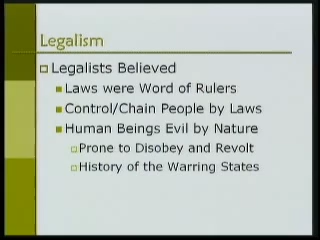 Legalism
Legalists Believed
Laws were Word of Rulers
Control/Chain People by Laws
Human Beings Evil by Nature
Prone to Disobey and Revolt
History of the Warring States